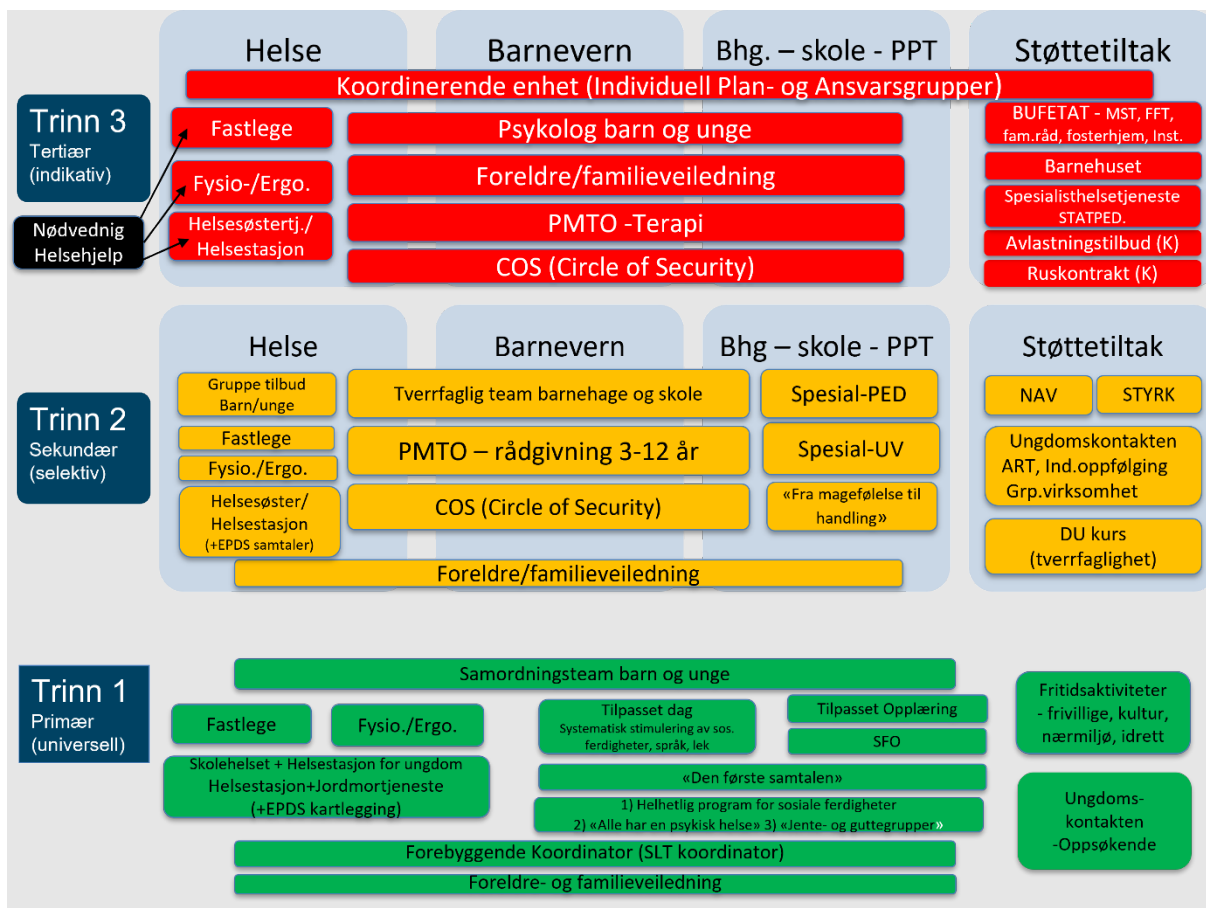 Helse
Barnevern
Bhg. – skole - PPT
Støttetiltak
Koordinerende enhet (Individuell Plan- og Ansvarsgrupper)
Trinn 3
Tertiær
(indikativ)
Nødvednig
Helsehjelp
Fastlege
Fysio-/Ergo.
Helsesøstertj./
Helsestasjon
Psykolog barn og unge
Foreldre/familieveiledning
PMTO -Terapi
COS (Circle of Security)
BUFETAT - MST, FFT,
fam.råd, fosterhjem, Inst.
Barnehuset
Spesialisthelsetjeneste
STATPED.
Avlastningstilbud (K)
Ruskontrakt (K)
Helse
Barnevern
Bhg – skole - PPT
Støttetiltak
Trinn 2
Sekundær
(selektiv)
Gruppe tilbud
Barn/unge
Fastlege
Fysio./Ergo.
Helsesøster/
Helsestasjon
(+EPDS samtaler)
Tverrfaglig team barnehage og skole
PMTO – rådgivning 3-12 år
COS (Circle of Security)
Spesial-PED
Spesial-UV
«Fra magefølelse til
handling»
Foreldre/familieveiledning
NAV
STYRK
Ungdomskontakten
ART, Ind.oppfølging
Grp.virksomhet
DU kurs
(tverrfaglighet)
Trinn 1
Primær
(universell)
Samordningsteam barn og unge
Fastlege
Fysio./Ergo.
Skolehelset + Helsestasjon for ungdom
Helsestasjon+Jordmortjeneste
(+EPDS kartlegging)
Tilpasset dag
Systematisk stimulering av sos.
ferdigheter, språk, lek
Tilpasset Opplæring
SFO
«Den første samtalen»
1) Helhetlig program for sosiale ferdigheter
2) «Alle har en psykisk helse» 3) «Jente- og guttegrupper»
Forebyggende Koordinator (SLT koordinator)
Foreldre- og familieveiledning
Fritidsaktiviteter
- frivillige, kultur,
nærmiljø, idrett
Ungdoms-
kontakten
-Oppsøkende